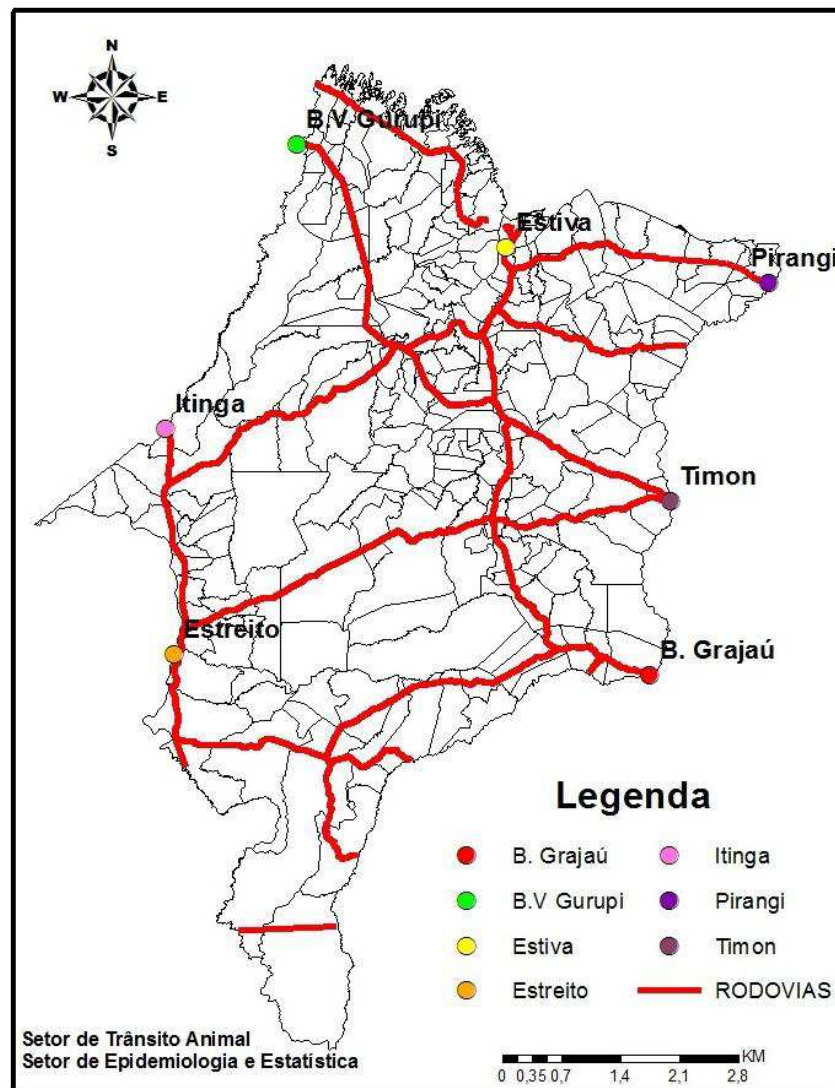 N
W E
S
B.V Gurupi
Estiva
Pirangi
Itinga
Timon
Estreito
B. Grajaú
Legenda
B. Grajaú Itinga
B.V Gurupi Pirangi
Estiva Timon
Estreito RODOVIAS
Setor de Trânsito Animal
Setor de Epidemiologia e Estatística
KM
0 0,35 0,7 1,4 2,1 2,8